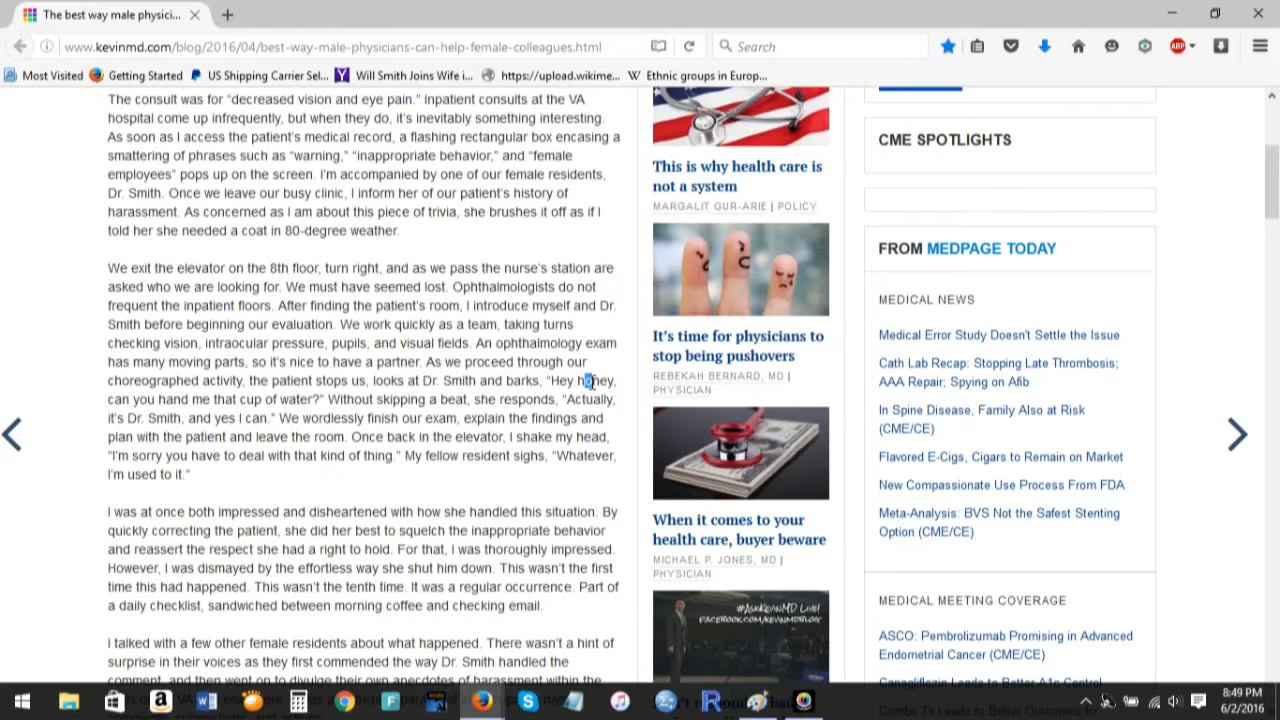 The best way male physici...
www.kevinmd.com/blog/2016/04/best-way-male-physicians-can-help-female-colleagues.html
Search
ABP
Most Visited
Getting Started
US Shipping Carrier Sel...
Will Smith Joins Wife i...
https://upload.wikime...
Ethnic groups in Europ...
The consult was for “decreased vision and eye pain.” Inpatient consults at the VA
hospital come up infrequently, but when they do, it’s inevitably something interesting.
As soon as I access the patient’s medical record, a flashing rectangular box encasing a
smattering of phrases such as “warning,” “inappropriate behavior,” and “female
employees” pops up on the screen. I’m accompanied by one of our female residents,
Dr. Smith. Once we leave our busy clinic, I inform her of our patient’s history of
harassment. As concerned as I am about this piece of trivia, she brushes it off as if I
told her she needed a coat in 80-degree weather.
We exit the elevator on the 8th floor, turn right, and as we pass the nurse’s station are
asked who we are looking for. We must have seemed lost. Ophthalmologists do not
frequent the inpatient floors. After finding the patient’s room, I introduce myself and Dr.
Smith before beginning our evaluation. We work quickly as a team, taking turns
checking vision, intraocular pressure, pupils, and visual fields. An ophthalmology exam
has many moving parts, so it’s nice to have a partner. As we proceed through our
choreographed activity, the patient stops us, looks at Dr. Smith and barks, “Hey honey,
can you hand me that cup of water?” Without skipping a beat, she responds, “Actually,
it’s Dr. Smith, and yes I can.” We wordlessly finish our exam, explain the findings and
plan with the patient and leave the room. Once back in the elevator, I shake my head,
“I’m sorry you have to deal with that kind of thing.” My fellow resident sighs, “Whatever,
I’m used to it.”
I was at once both impressed and disheartened with how she handled this situation. By
quickly correcting the patient, she did her best to squelch the inappropriate behavior
and reassert the respect she had a right to hold. For that, I was thoroughly impressed.
However, I was dismayed by the effortless way she shut him down. This wasn’t the first
time this had happened. This wasn’t the tenth time. It was a regular occurrence. Part of
a daily checklist, sandwiched between morning coffee and checking email.
I talked with a few other female residents about what happened. There wasn’t a hint of
surprise in their voices as they first commended the way Dr. Smith handled the
comment, and then went on to divulge their own anecdotes of harassment within the
This is why health care is
not a system
MARGALIT GUR-ARIE | POLICY
It’s time for physicians to
stop being pushovers
REBEKAH BERNARD, MD |
PHYSICIAN
When it comes to your
health care, buyer beware
MICHAEL P. JONES, MD |
PHYSICIAN
#ASKKEVINMD LIVE!
FACEBOOK.COM/KEVINMDBLOG
CME SPOTLIGHTS
FROM MEDPAGE TODAY
MEDICAL NEWS
Medical Error Study Doesn't Settle the Issue
Cath Lab Recap: Stopping Late Thrombosis;
AAA Repair; Spying on Afib
In Spine Disease, Family Also at Risk
(CME/CE)
Flavored E-Cigs, Cigars to Remain on Market
New Compassionate Use Process From FDA
Meta-Analysis: BVS Not the Safest Stenting
Option (CME/CE)
MEDICAL MEETING COVERAGE
ASCO: Pembrolizumab Promising in Advanced
Endometrial Cancer (CME/CE)
Canagliflozin Leads to Better A1c Control
8:49 PM
6/2/2016